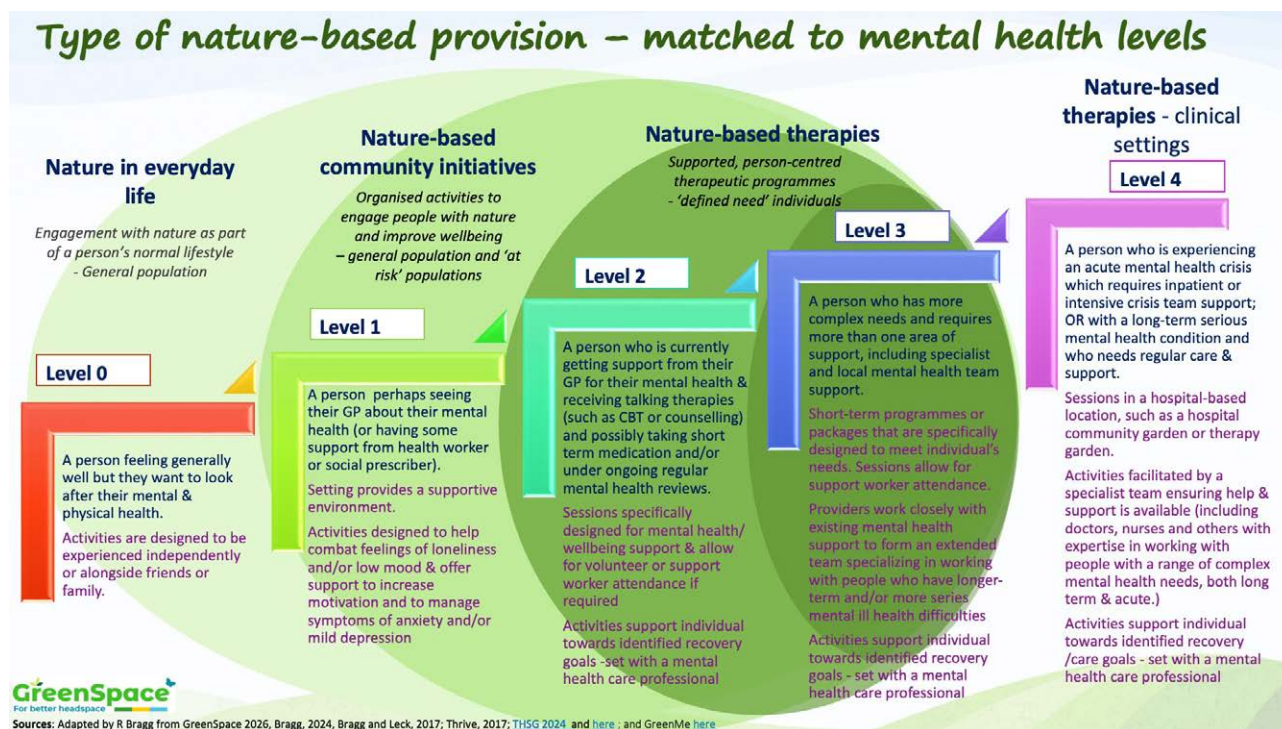 Type of nature-based provision – matched to mental health levels
Nature in everyday
life
Engagement with nature as part
of a person's normal lifestyle
- General population
Level 0
A person feeling generally
well but they want to look
after their mental &
physical health.
Activities are designed to be
experienced independently
or alongside friends or
family.
Nature-based
community initiatives
Organised activities to
engage people with nature
and improve wellbeing
– general population and 'at
risk' populations
Level 1
A person perhaps seeing
their GP about their mental
health (or having some
support from health worker
or social prescriber).
Setting provides a supportive
environment.
Activities designed to help
combat feelings of loneliness
and/or low mood & offer
support to increase
motivation and to manage
symptoms of anxiety and/or
mild depression
Nature-based therapies
Supported, person-centred
therapeutic programmes
- 'defined need' individuals
Level 2
A person who is currently
getting support from their
GP for their mental health &
receiving talking therapies
(such as CBT or counselling)
and possibly taking short
term medication and/or
under ongoing regular
mental health reviews.
Sessions specifically
designed for mental health/
wellbeing support & allow
for volunteer or support
worker attendance if
required
Activities support individual
towards identified recovery
goals -set with a mental
health care professional
Level 3
A person who has more
complex needs and requires
more than one area of
support, including specialist
and local mental health team
support.
Short-term programmes or
packages that are specifically
designed to meet individual's
needs. Sessions allow for
support worker attendance.
Providers work closely with
existing mental health
support to form an extended
team specializing in working
with people who have longer-
term and/or more series
mental ill health difficulties
Activities support individual
towards identified recovery
goals - set with a mental
health care professional
Nature-based
therapies - clinical
settings
Level 4
A person who is experiencing
an acute mental health crisis
which requires inpatient or
intensive crisis team support;
OR with a long-term serious
mental health condition and
who needs regular care &
support.
Sessions in a hospital-based
location, such as a hospital
community garden or therapy
garden.
Activities facilitated by a
specialist team ensuring help &
support is available (including
doctors, nurses and others with
expertise in working with
people with a range of complex
mental health needs, both long
term & acute.)
Activities support individual
towards identified recovery
/care goals - set with a mental
health care professional
GreenSpace
For better headspace
Sources: Adapted by R Bragg from GreenSpace 2026, Bragg, 2024, Bragg and Leck, 2017; Thrive, 2017; THSG 2024 and here ; and GreenMe here